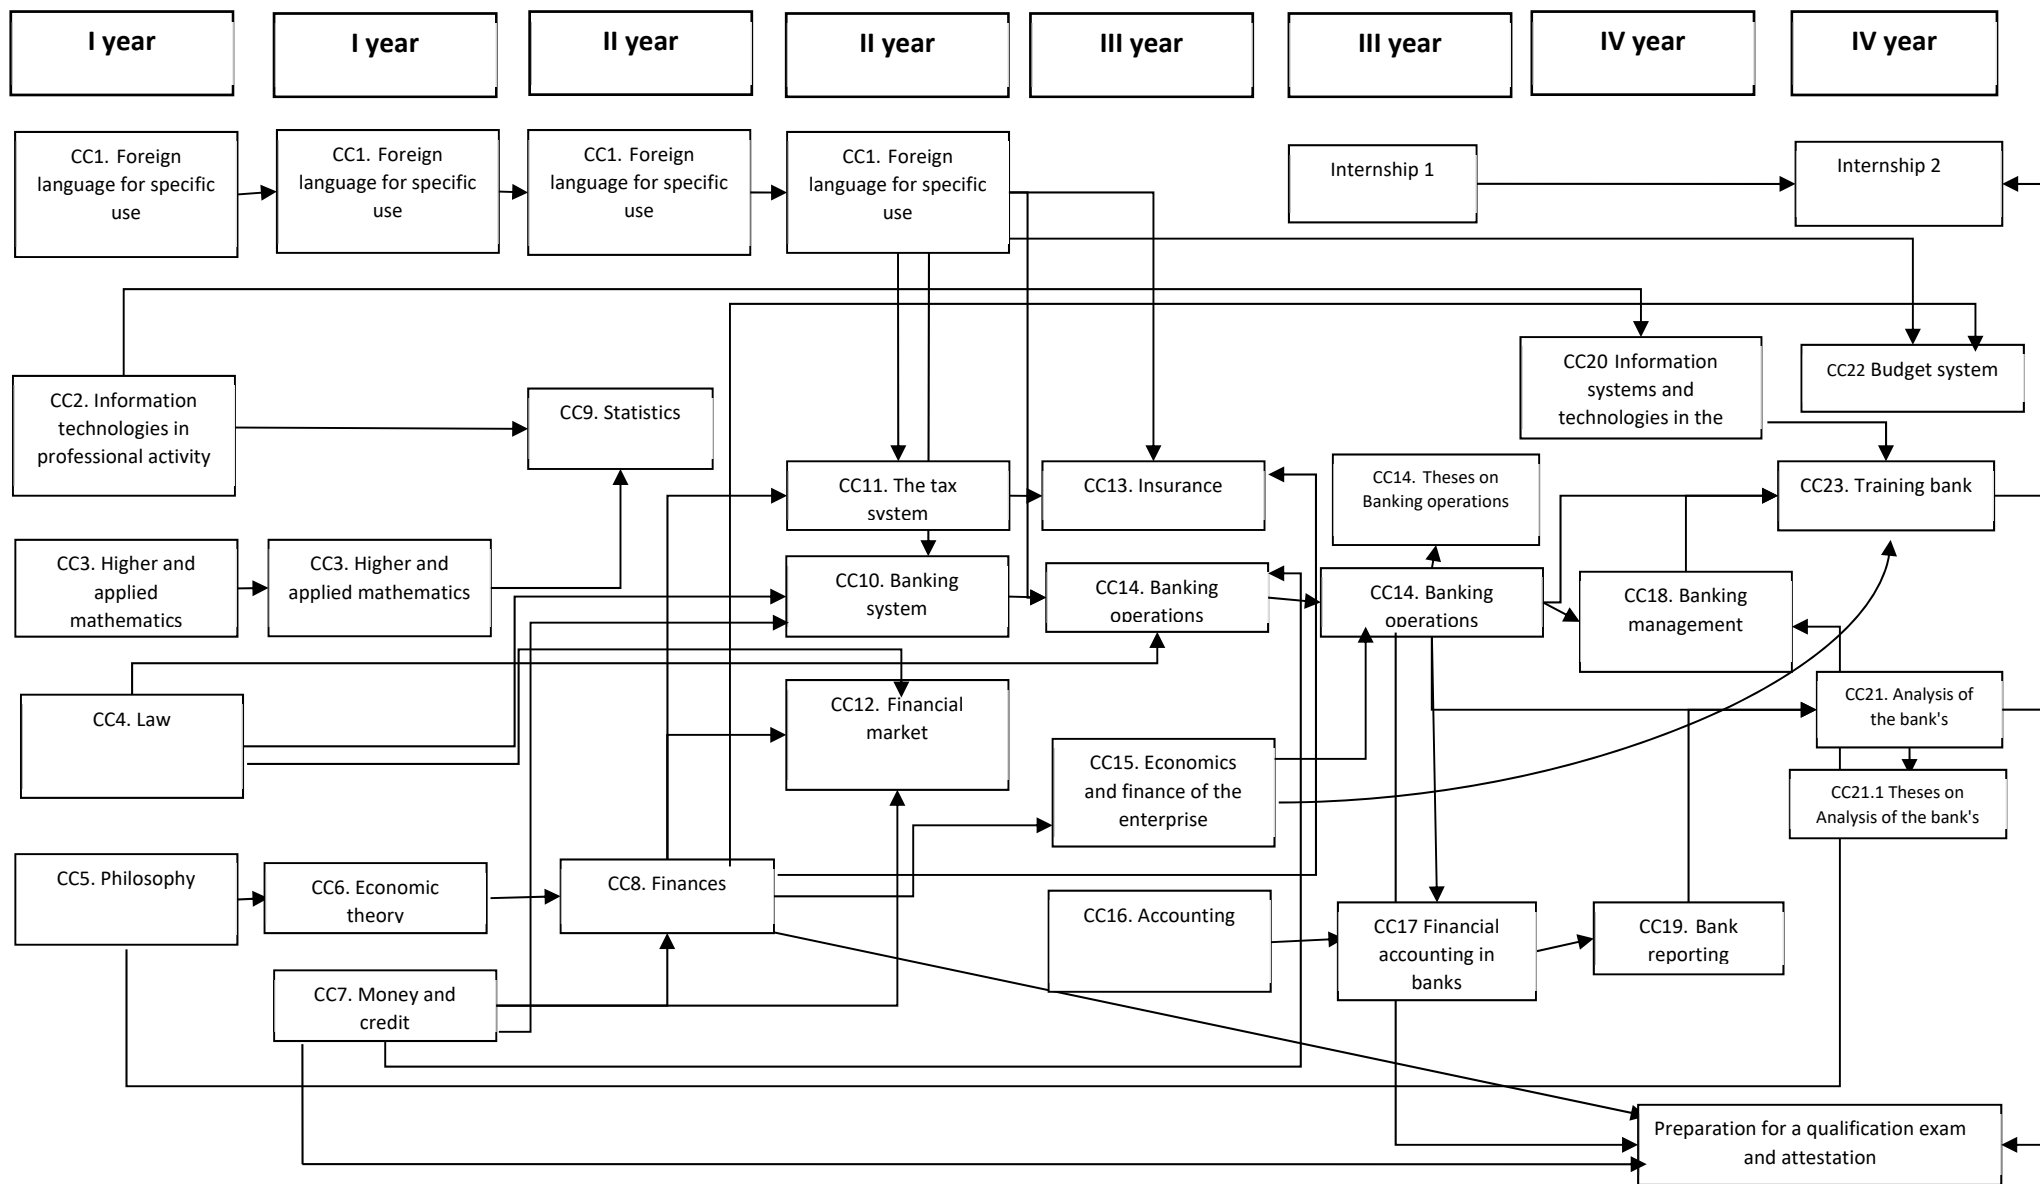 I year
I year
II year
II year
III year
III year
IV year
IV year
CC1. Foreign
language for specific
use
CC1. Foreign
language for specific
use
CC1. Foreign
language for specific
use
CC1. Foreign
language for specific
use
Internship 1
Internship 2
CC2. Information
technologies in
professional activity
CC9. Statistics
CC20 Information
systems and
technologies in the
CC22 Budget system
CC11. The tax
system
CC13. Insurance
CC14. Theses on
Banking operations
CC23. Training bank
CC3. Higher and
applied
mathematics
CC3. Higher and
applied mathematics
CC10. Banking
system
CC14. Banking
operations
CC14. Banking
operations
CC18. Banking
management
CC4. Law
CC12. Financial
market
CC15. Economics
and finance of the
enterprise
CC21. Analysis of
the bank's
CC21.1 Theses on
Analysis of the bank's
CC5. Philosophy
CC6. Economic
theory
CC8. Finances
CC16. Accounting
CC17 Financial
accounting in
banks
CC19. Bank
reporting
CC7. Money and
credit
Preparation for a qualification exam
and attestation